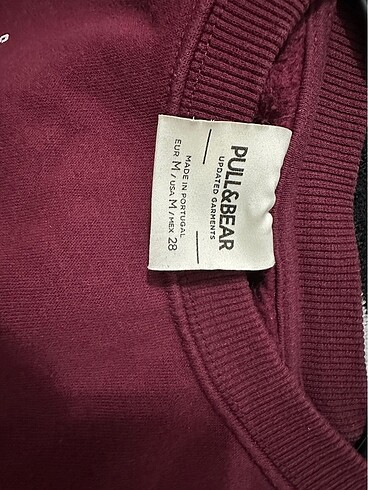 PULL&BEAR
UPDATED GARMENTS
MADE IN PORTUGAL
EUR M / USA M / MEX 28